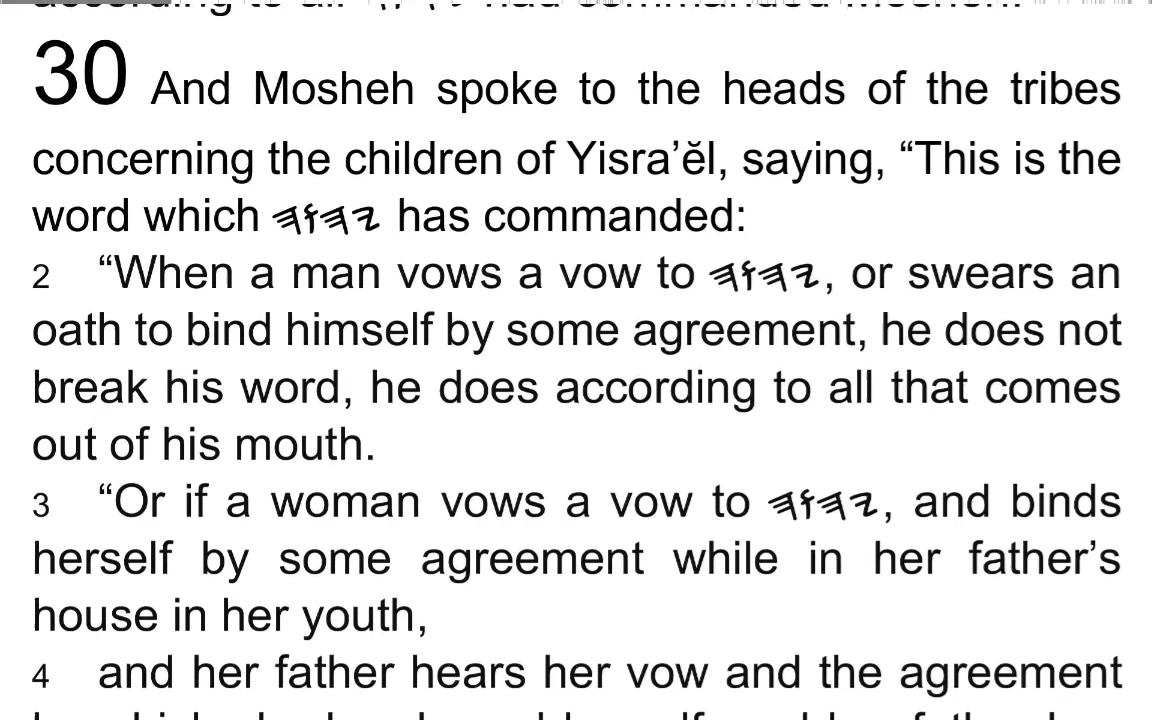 30 And Mosheh spoke to the heads of the tribes
concerning the children of Yisra’ĕl, saying, “This is the
word which 𐤉𐤄𐤅𐤄 has commanded:
2 “When a man vows a vow to 𐤉𐤄𐤅𐤄, or swears an
oath to bind himself by some agreement, he does not
break his word, he does according to all that comes
out of his mouth.
3 “Or if a woman vows a vow to 𐤉𐤄𐤅𐤄, and binds
herself by some agreement while in her father’s
house in her youth,
4 and her father hears her vow and the agreement